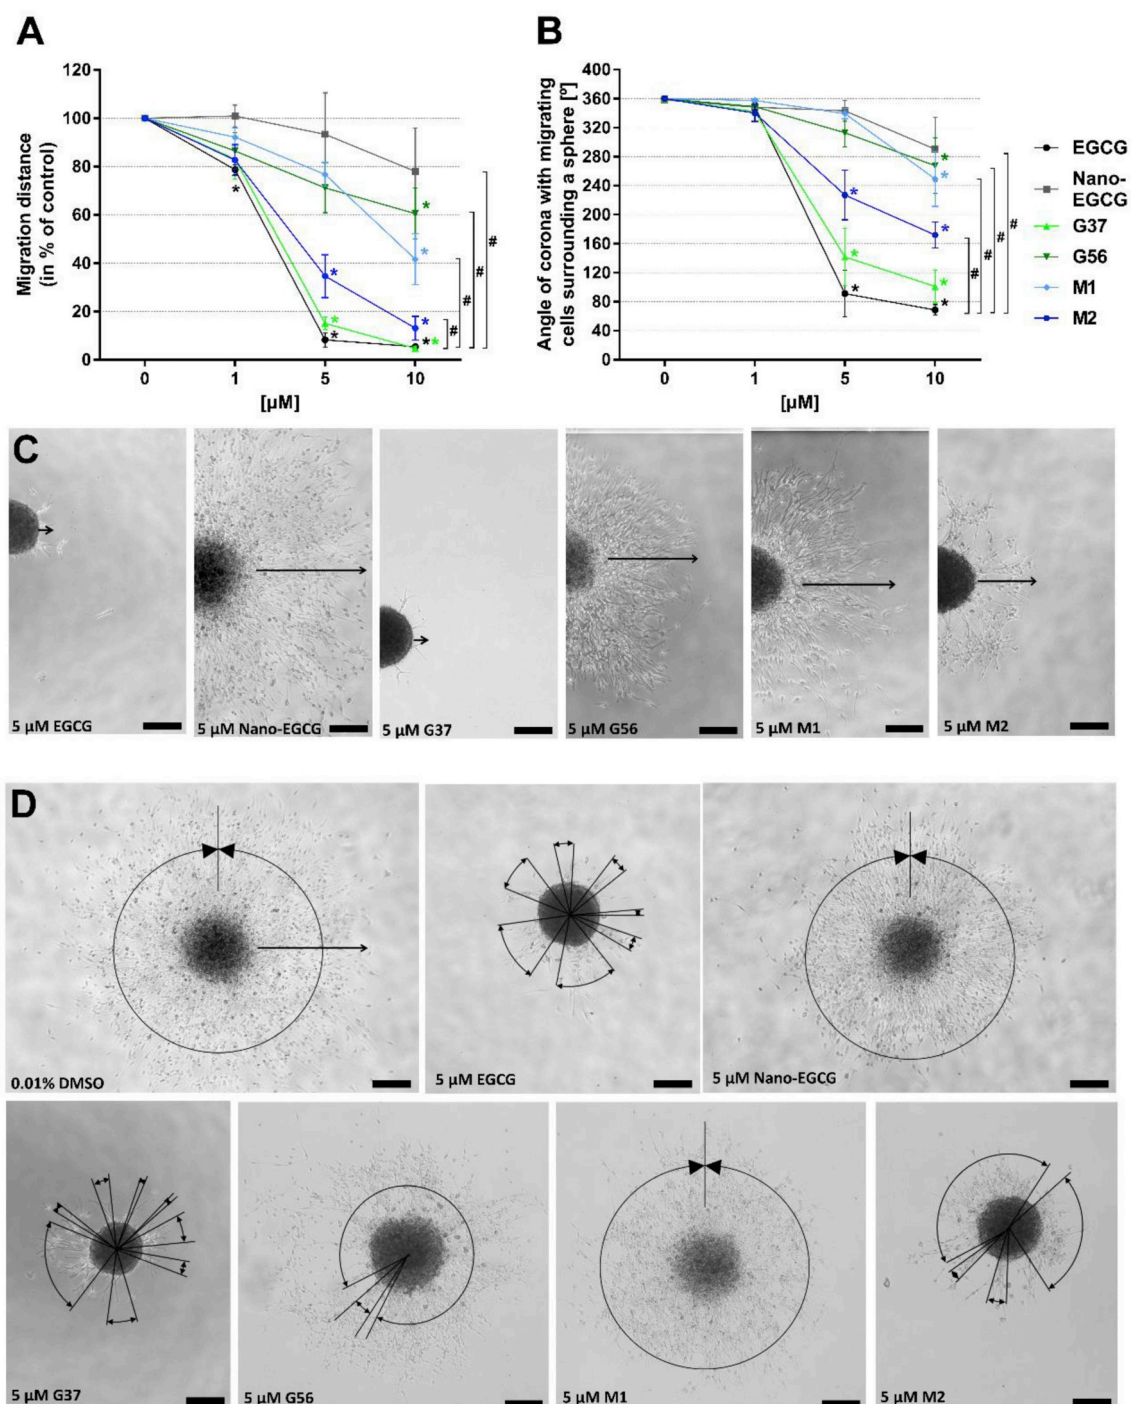 A
Migration distance
(in % of control)
120
100
80
60
40
20
0
*
*
*
*
*
*
*
*
*
#
#
#
#
0 1 5 10
[µM]
B
Angle of corona with migrating
cells surrounding a sphere [º]
400
360
320
280
240
200
160
120
80
40
0
*
*
*
*
*
*
*
*
#
#
#
#
0 1 5 10
[µM]
EGCG
Nano-
EGCG
G37
G56
M1
M2
C
5 µM EGCG
5 µM Nano-EGCG
5 µM G37
5 µM G56
5 µM M1
5 µM M2
D
0.01% DMSO
5 µM EGCG
5 µM Nano-EGCG
5 µM G37
5 µM G56
5 µM M1
5 µM M2